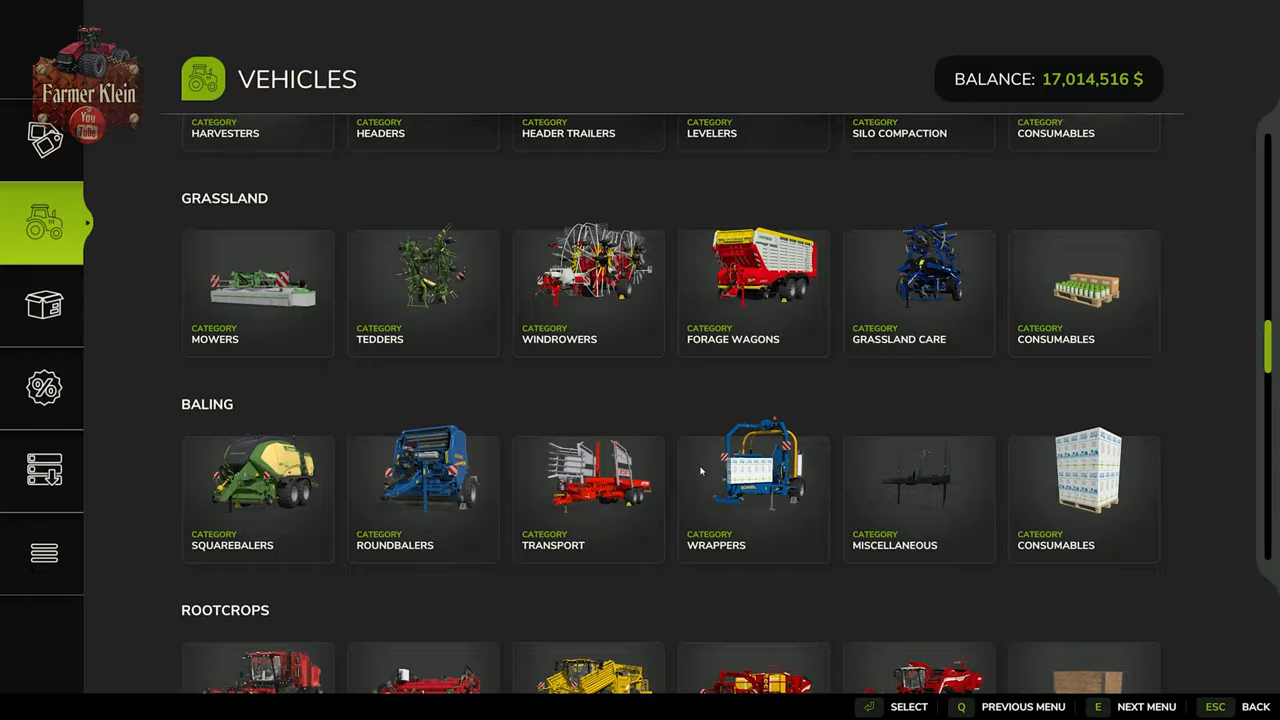 Farmer Klein
You
Tube
VEHICLES
BALANCE: 17,014,516 $
CATEGORY
HARVESTERS
CATEGORY
HEADERS
CATEGORY
HEADER TRAILERS
CATEGORY
LEVELERS
CATEGORY
SILO COMPACTION
CATEGORY
CONSUMABLES
GRASSLAND
CATEGORY
MOWERS
CATEGORY
TEDDERS
CATEGORY
WINDROWERS
CATEGORY
FORAGE WAGONS
CATEGORY
GRASSLAND CARE
CATEGORY
CONSUMABLES
BALING
CATEGORY
SQUAREBALERS
CATEGORY
ROUNDBALERS
CATEGORY
TRANSPORT
CATEGORY
WRAPPERS
CATEGORY
MISCELLANEOUS
CATEGORY
CONSUMABLES
ROOTCROPS
SELECT
Q PREVIOUS MENU
E NEXT MENU
ESC BACK